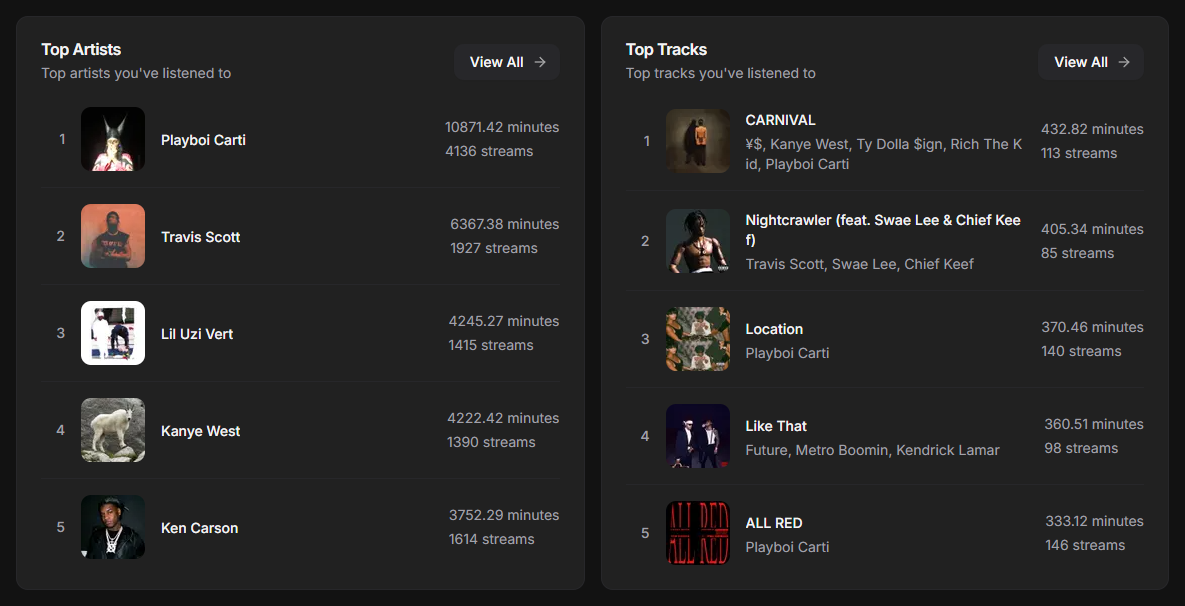 Top Artists
Top artists you've listened to
View All
1
Playboi Carti
10871.42 minutes
4136 streams
2
Travis Scott
6367.38 minutes
1927 streams
3
Lil Uzi Vert
4245.27 minutes
1415 streams
4
Kanye West
4222.42 minutes
1390 streams
5
Ken Carson
3752.29 minutes
1614 streams
Top Tracks
Top tracks you've listened to
View All
1
CARNIVAL
¥$, Kanye West, Ty Dolla $ign, Rich The K
id, Playboi Carti
432.82 minutes
113 streams
2
Nightcrawler (feat. Swae Lee & Chief Kee
f)
Travis Scott, Swae Lee, Chief Keef
405.34 minutes
85 streams
3
Location
Playboi Carti
370.46 minutes
140 streams
4
Like That
Future, Metro Boomin, Kendrick Lamar
360.51 minutes
98 streams
ALL RED
ALL RED
5
ALL RED
Playboi Carti
333.12 minutes
146 streams